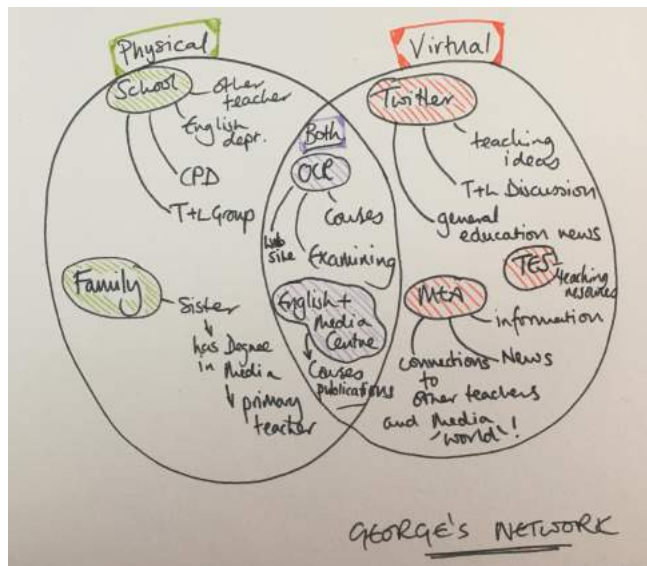 Physical
School
other
teacher
English
dept.
CPD
T+L Group
Family
Sister
has Degree
in Media
primary
teacher
Both
OCR
Web
site
Courses
Examining
English +
Media
Centre
Courses
publications
Virtual
Twitter
teaching
ideas
T+L Discussion
general
education news
TES
teaching
resources
MEA
information
News
connections
to
other teachers
and Media
'world'!
GEORGE'S NETWORK